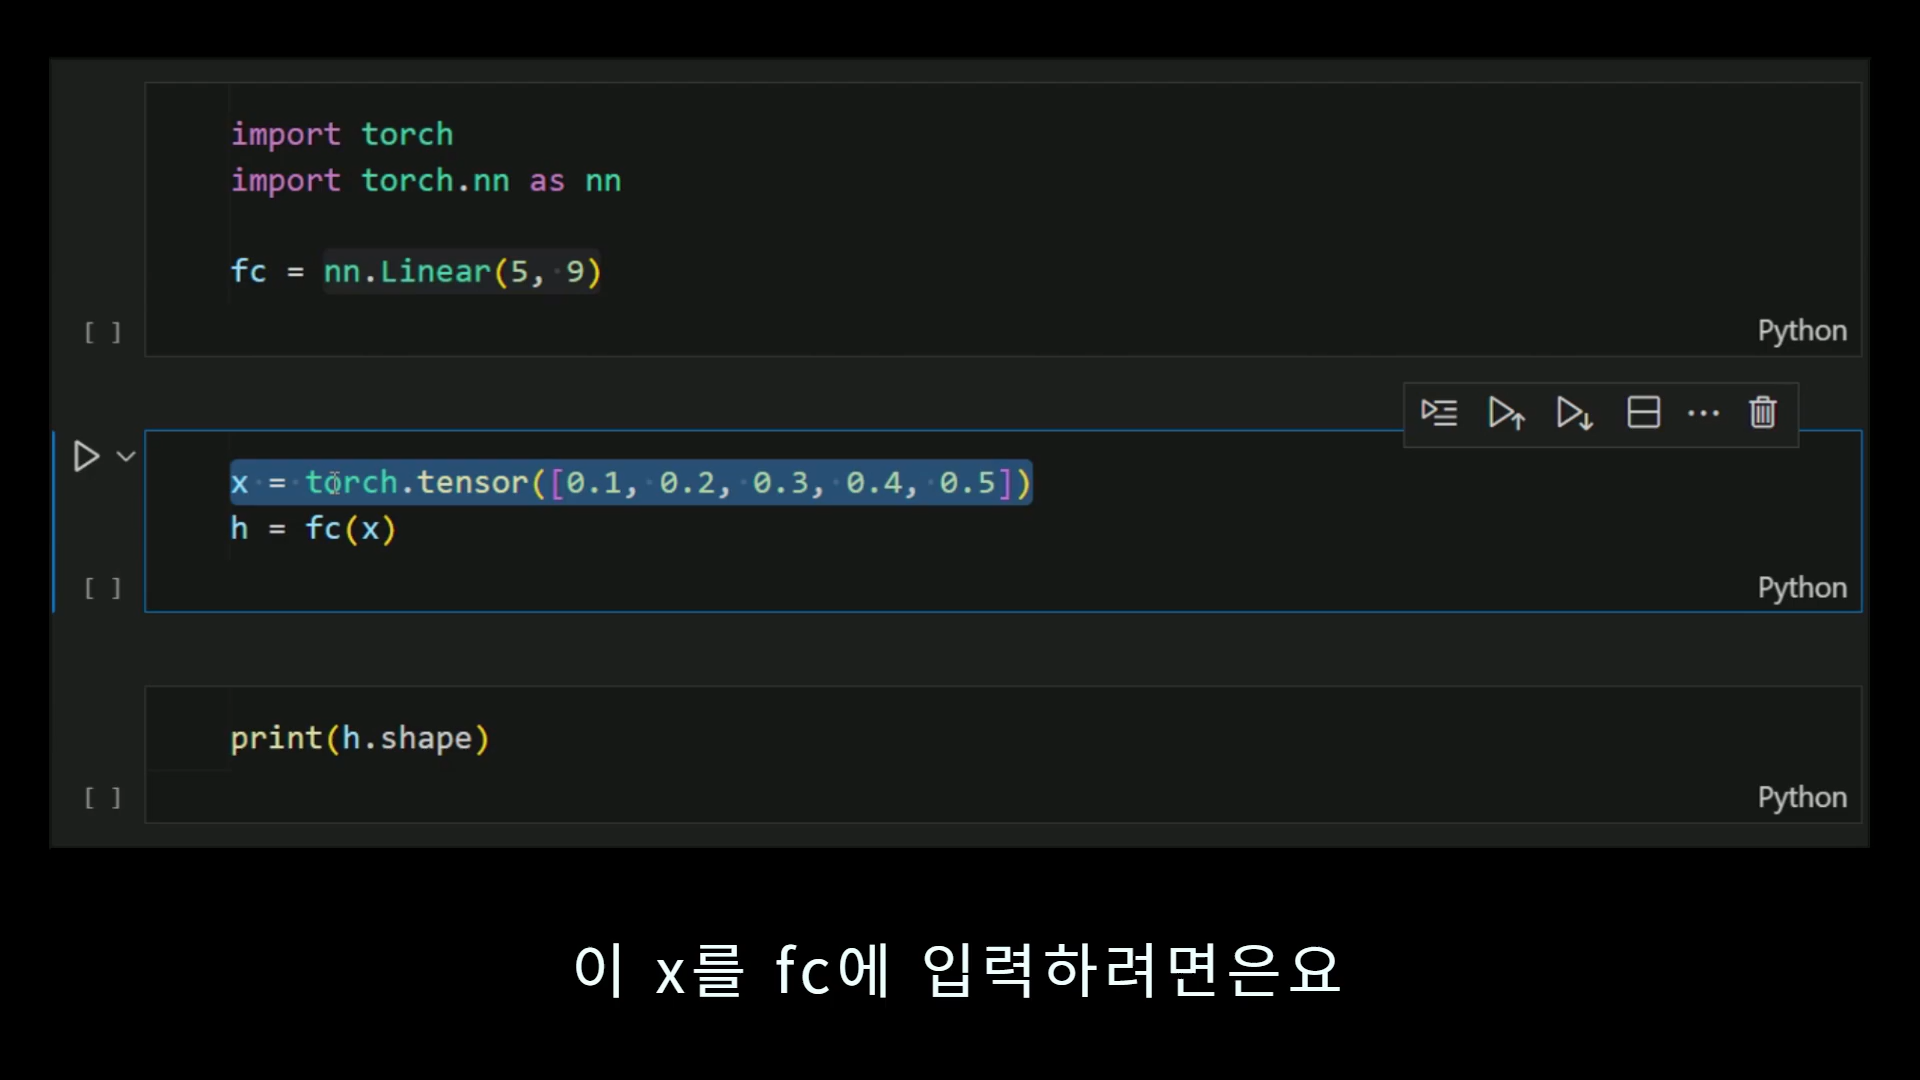 import torch
import torch.nn as nn
fc = nn.Linear(5, 9)
[ ]
Python
x = torch.tensor([0.1, 0.2, 0.3, 0.4, 0.5])
h = fc(x)
[ ]
Python
print(h.shape)
[ ]
Python
이 x를 fc에 입력하려면은요